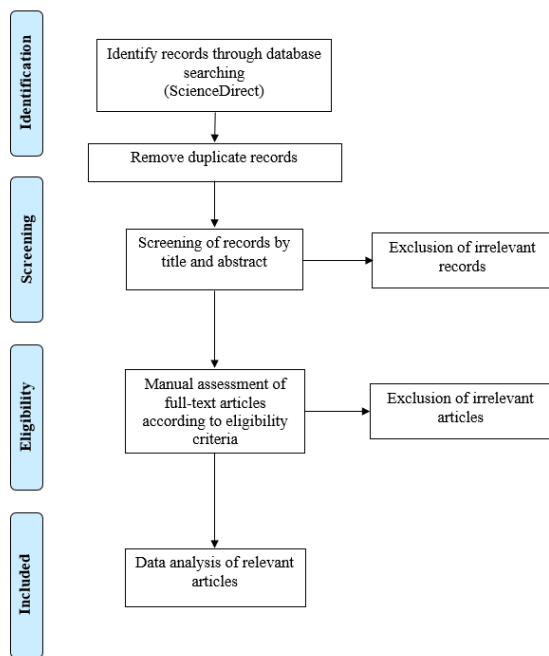 Identification
Identify records through database
searching
(ScienceDirect)
Remove duplicate records
Screening
Screening of records by
title and abstract
Exclusion of irrelevant
records
Eligibility
Manual assessment of
full-text articles
according to eligibility
criteria
Exclusion of irrelevant
articles
Included
Data analysis of relevant
articles